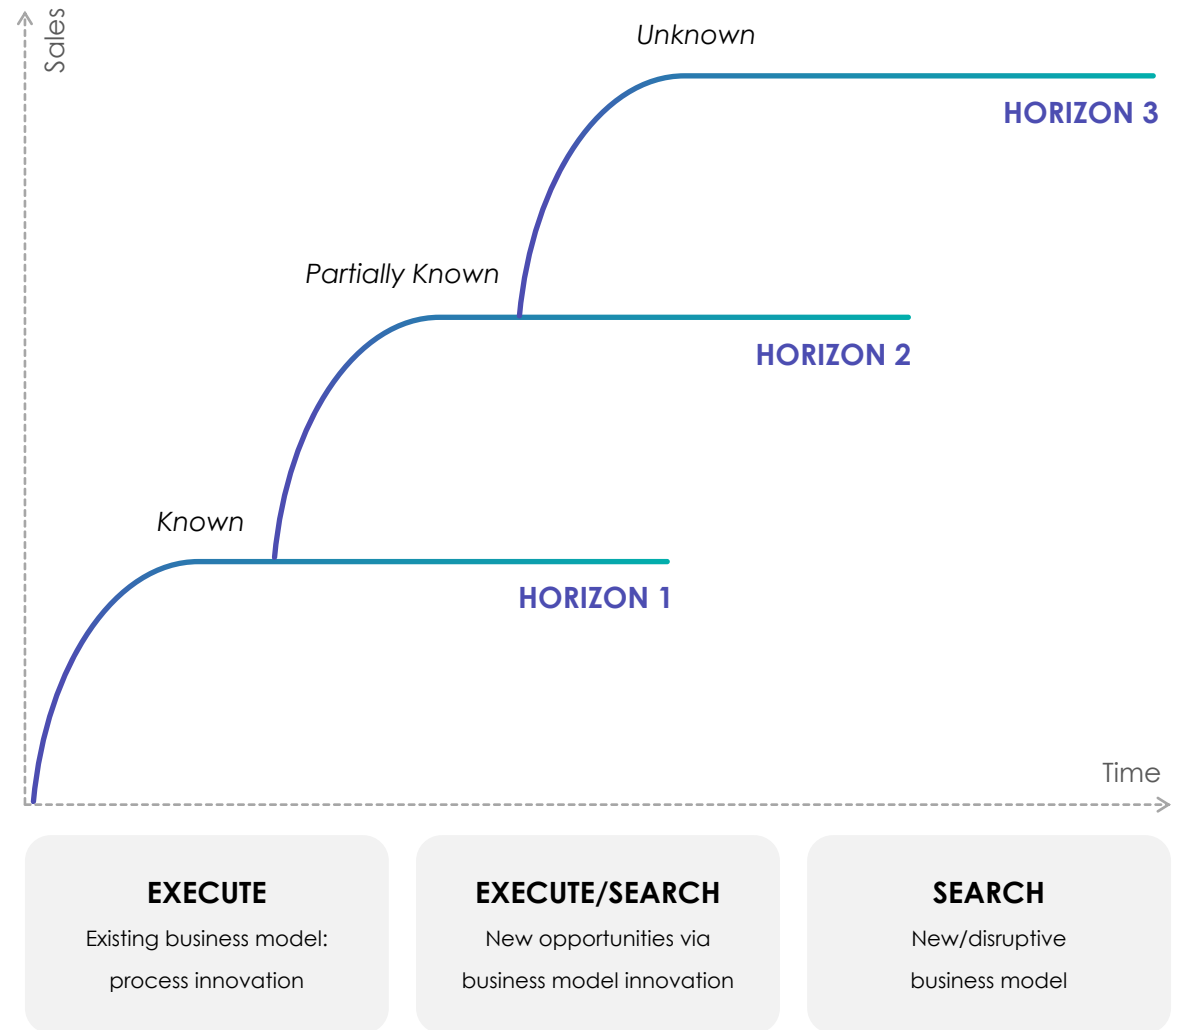 Sales
Unknown
HORIZON 3
Partially Known
HORIZON 2
Known
HORIZON 1
Time
EXECUTE
Existing business model:
process innovation
EXECUTE/SEARCH
New opportunities via
business model innovation
SEARCH
New/disruptive
business model